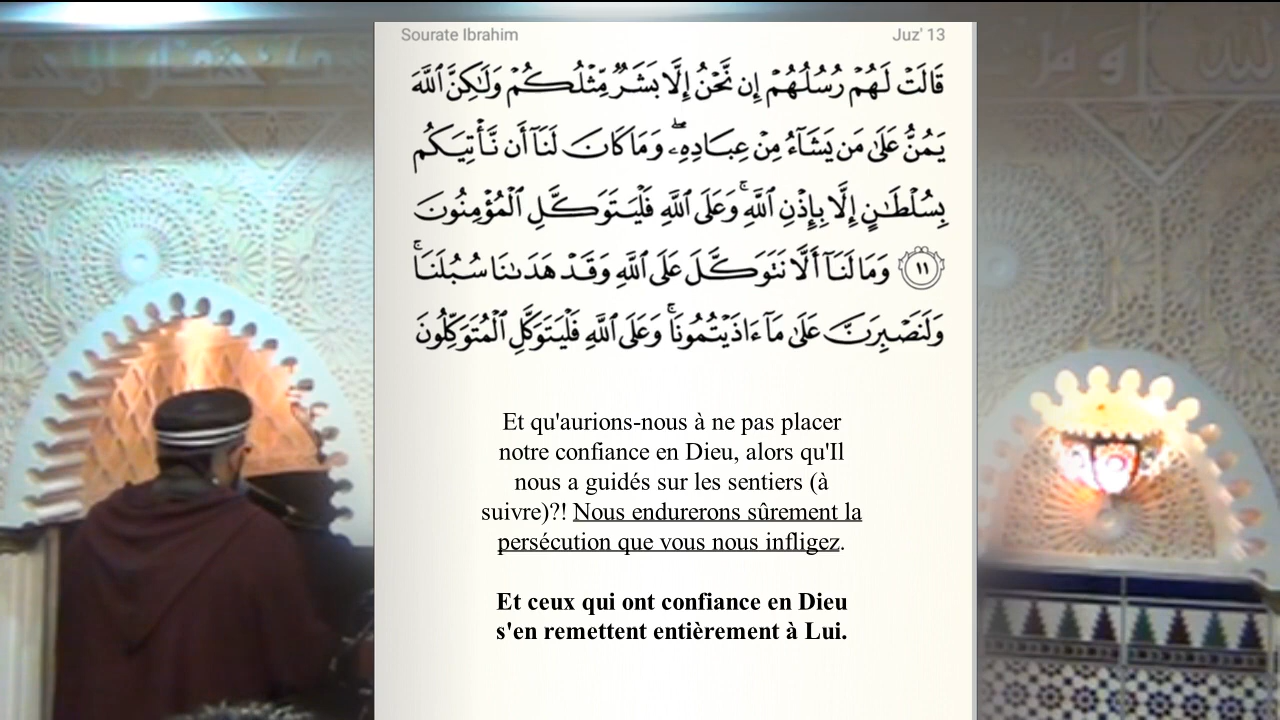 Sourate Ibrahim
Juz' 13
قَالَتْ لَهُمْ رُسُلُهُمْ إِن نَّحْنُ إِلَّا بَشَرٌ مِّثْلُكُمْ وَلَٰكِنَّ ٱللَّهَ
يَمُنُّ عَلَىٰ مَن يَشَآءُ مِنْ عِبَادِهِۦۖ وَمَا كَانَ لَنَآ أَن نَّأْتِيَكُم
بِسُلْطَٰنٍ إِلَّا بِإِذْنِ ٱللَّهِۚ وَعَلَى ٱللَّهِ فَلْيَتَوَكَّلِ ٱلْمُؤْمِنُونَ
١١ وَمَا لَنَآ أَلَّا نَتَوَكَّلَ عَلَى ٱللَّهِ وَقَدْ هَدَىٰنَا سُبُلَنَاۚ
وَلَنَصْبِرَنَّ عَلَىٰ مَآ ءَاذَيْتُمُونَاۚ وَعَلَى ٱللَّهِ فَلْيَتَوَكَّلِ ٱلْمُتَوَكِّلُونَ
Et qu'aurions-nous à ne pas placer
notre confiance en Dieu, alors qu'Il
nous a guidés sur les sentiers (à
suivre)?! Nous endurerons sûrement la
persécution que vous nous infligez.
Et ceux qui ont confiance en Dieu
s'en remettent entièrement à Lui.